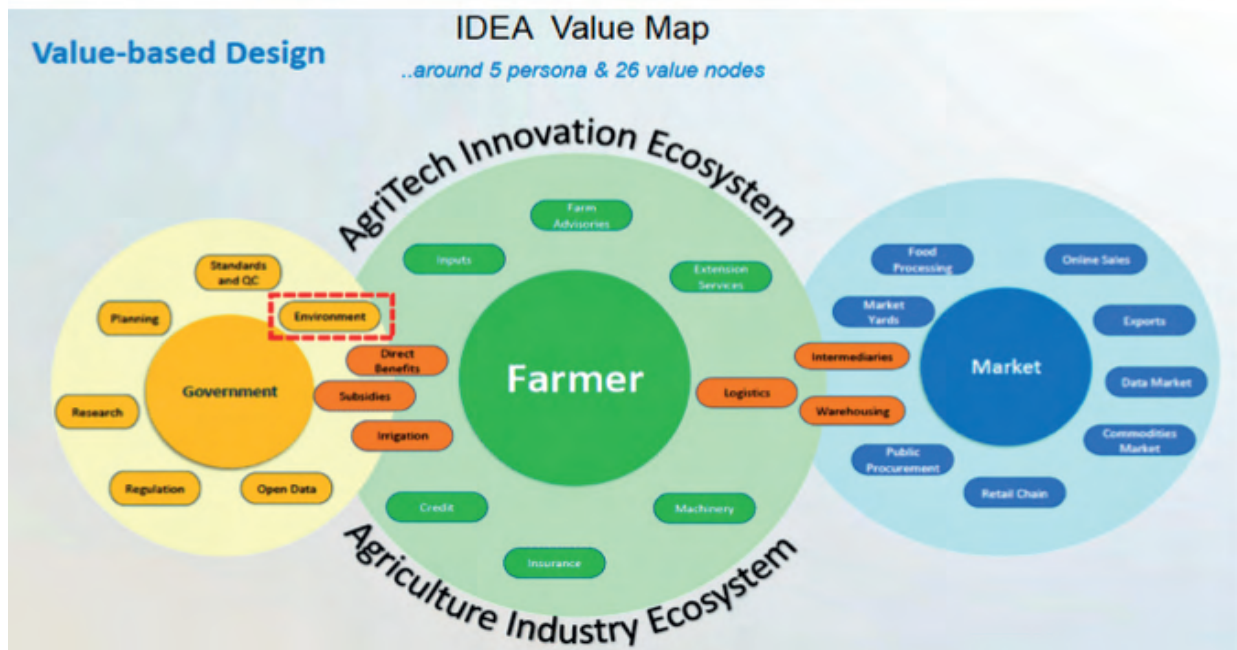 Value-based Design
IDEA Value Map
..around 5 persona & 26 value nodes
AgriTech Innovation Ecosystem
Standards
and QC
Planning
Environment
Government
Research
Regulation
Open Data
Direct
Benefits
Subsidies
Irrigation
Farm
Advisories
Inputs
Extension
Services
Farmer
Logistics
Credit
Machinery
Insurance
Food
Processing
Online Sales
Market
Yards
Exports
Intermediaries
Market
Data Market
Warehousing
Commodities
Market
Public
Procurement
Retail Chain
Agriculture Industry Ecosystem